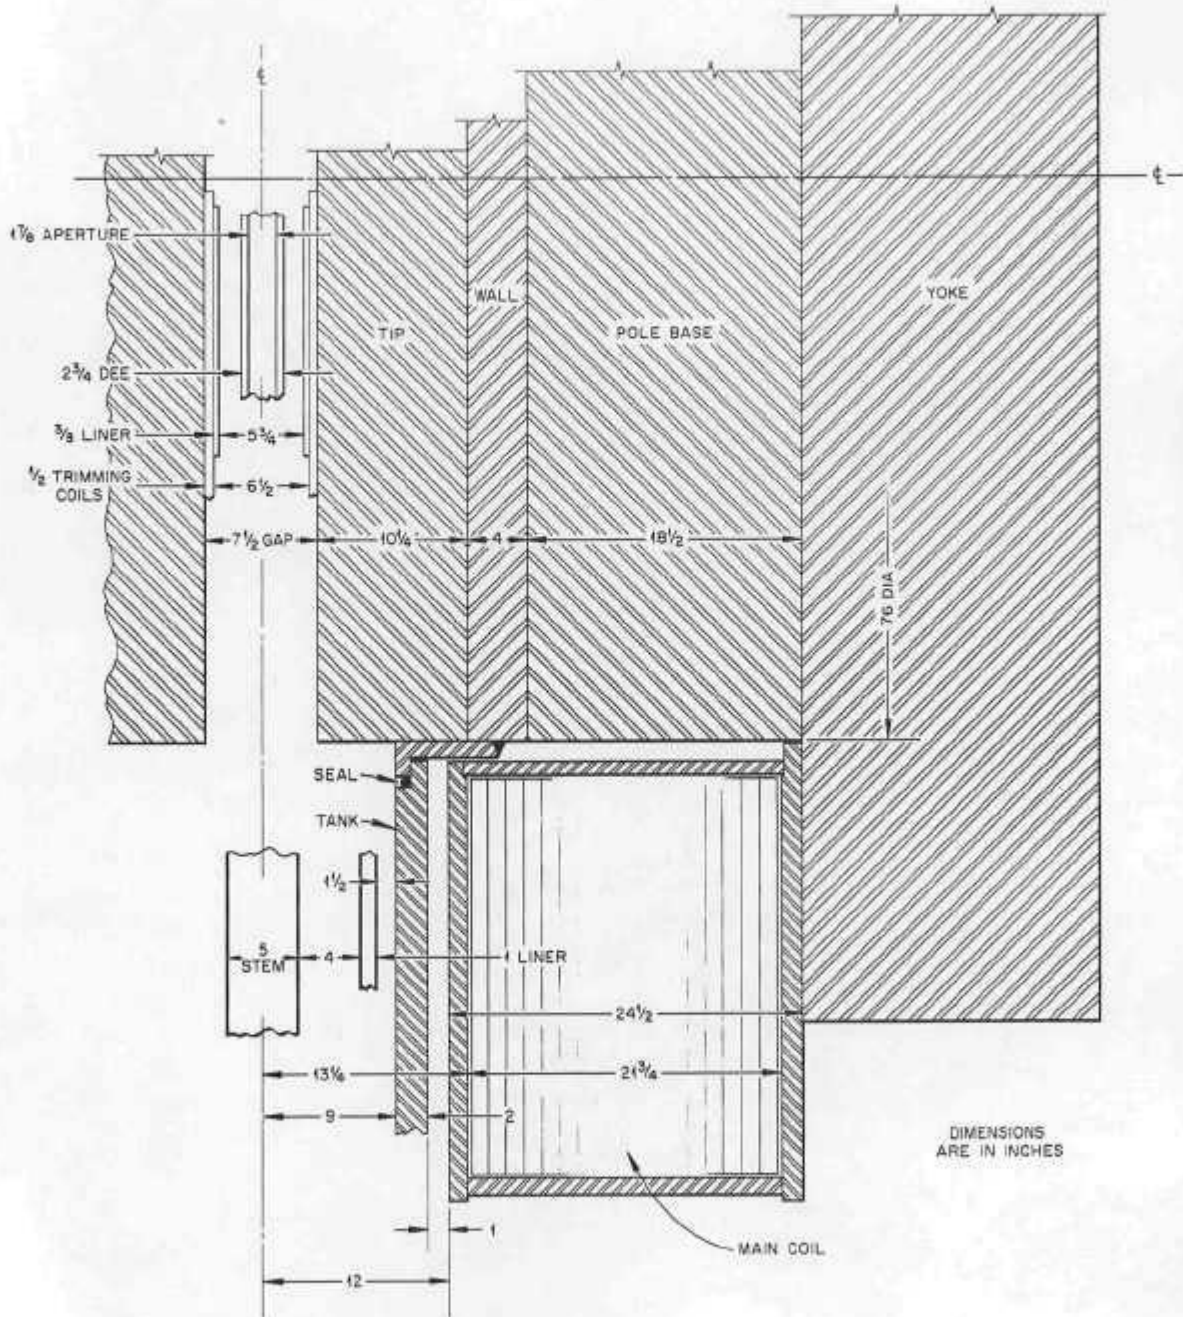 ℄
℄
1⅞ APERTURE
WALL
YOKE
TIP
POLE BASE
2¾ DEE
⅜ LINER
5¾
½ TRIMMING
COILS
6½
7½ GAP
10¼
4
18½
76 DIA
SEAL
TANK
1½
5
STEM
4
1 LINER
24½
13¼
21¾
9
2
DIMENSIONS
ARE IN INCHES
1
MAIN COIL
12